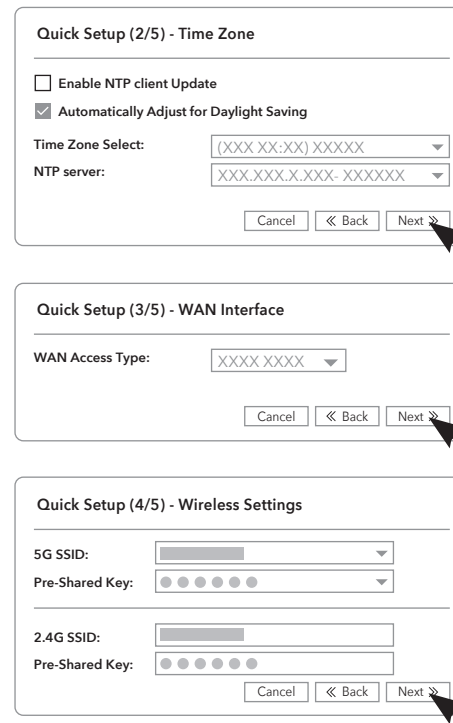 Quick Setup (2/5) - Time Zone
Enable NTP client Update
Automatically Adjust for Daylight Saving
Time Zone Select: (XXX XX:XX) XXXXX
NTP server: XXX.XXX.X.XXX- XXXXXX
Cancel « Back Next »
Quick Setup (3/5) - WAN Interface
WAN Access Type: XXXX XXXX
Cancel « Back Next »
Quick Setup (4/5) - Wireless Settings
5G SSID:
Pre-Shared Key:
2.4G SSID:
Pre-Shared Key:
Cancel « Back Next »